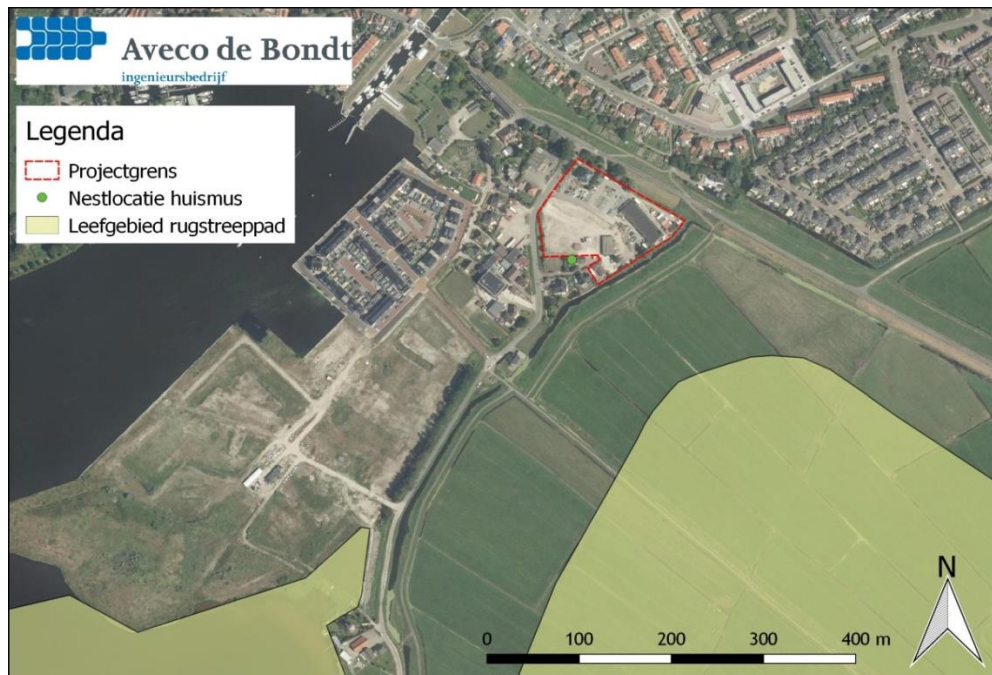 Aveco de Bondt
ingenieursbedrijf
Legenda
Projectgrens
Nestlocatie huismus
Leefgebied rugstreeppad
N
0 100 200 300 400 m